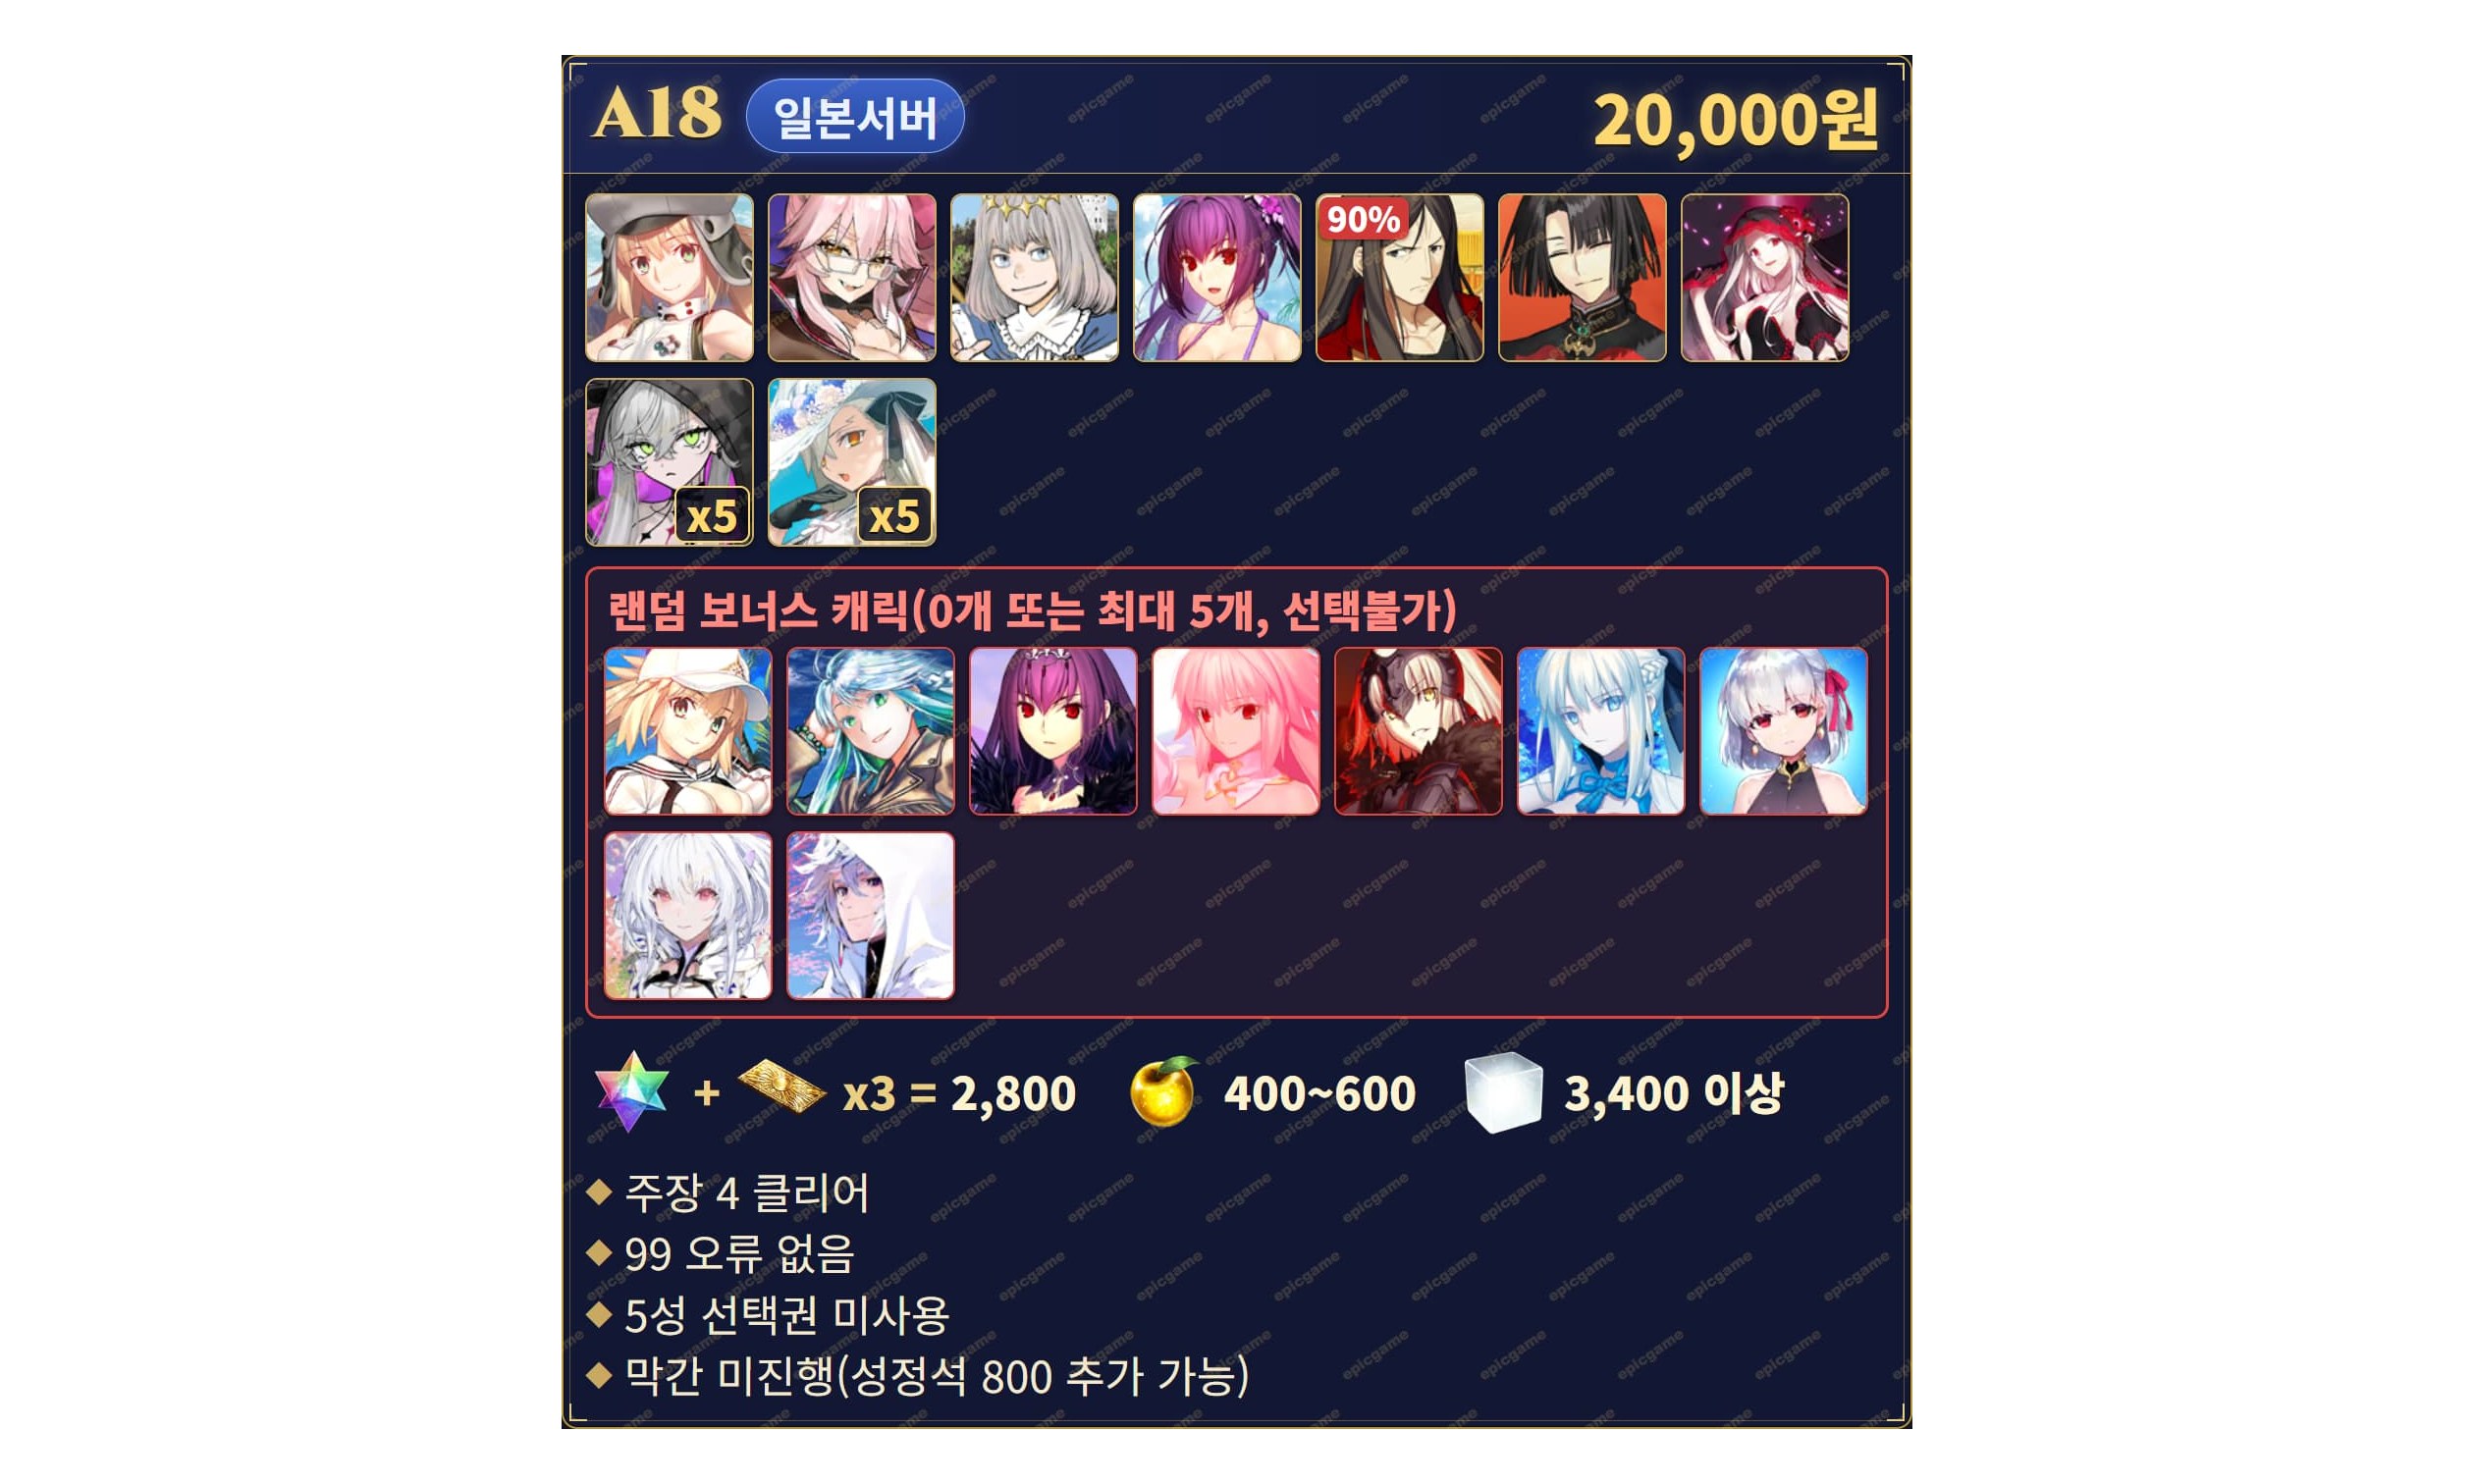 A18 일본서버 20,000원
90%
x5 x5
랜덤 보너스 캐릭(0개 또는 최대 5개, 선택불가)
+ x3 = 2,800 400~600 3,400 이상
주장 4 클리어
99 오류 없음
5성 선택권 미사용
막간 미진행(성정석 800 추가 가능)
epicgame